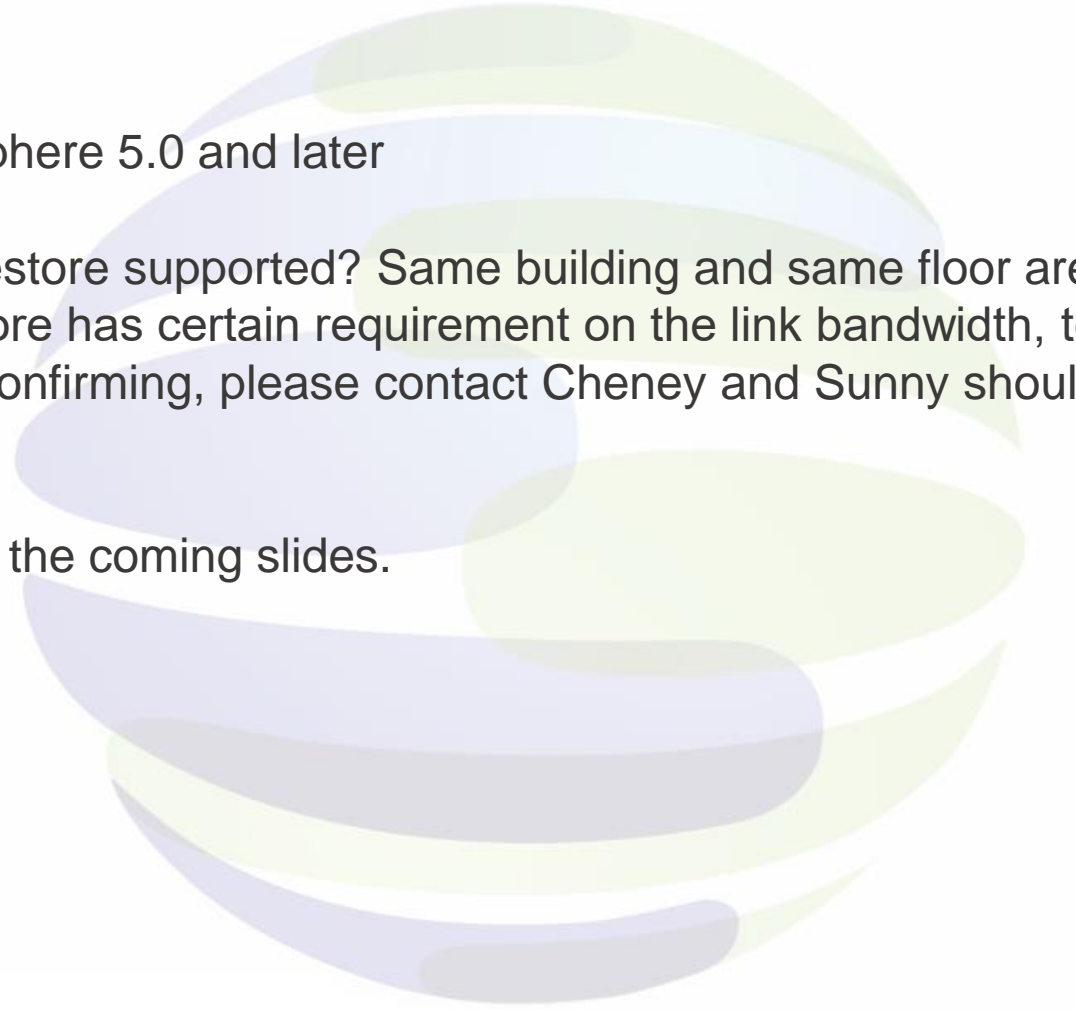 phere 5.0 and later
estore supported? Same building and same floor are
ore has certain requirement on the link bandwidth, t
onfirming, please contact Cheney and Sunny shoul
the coming slides.